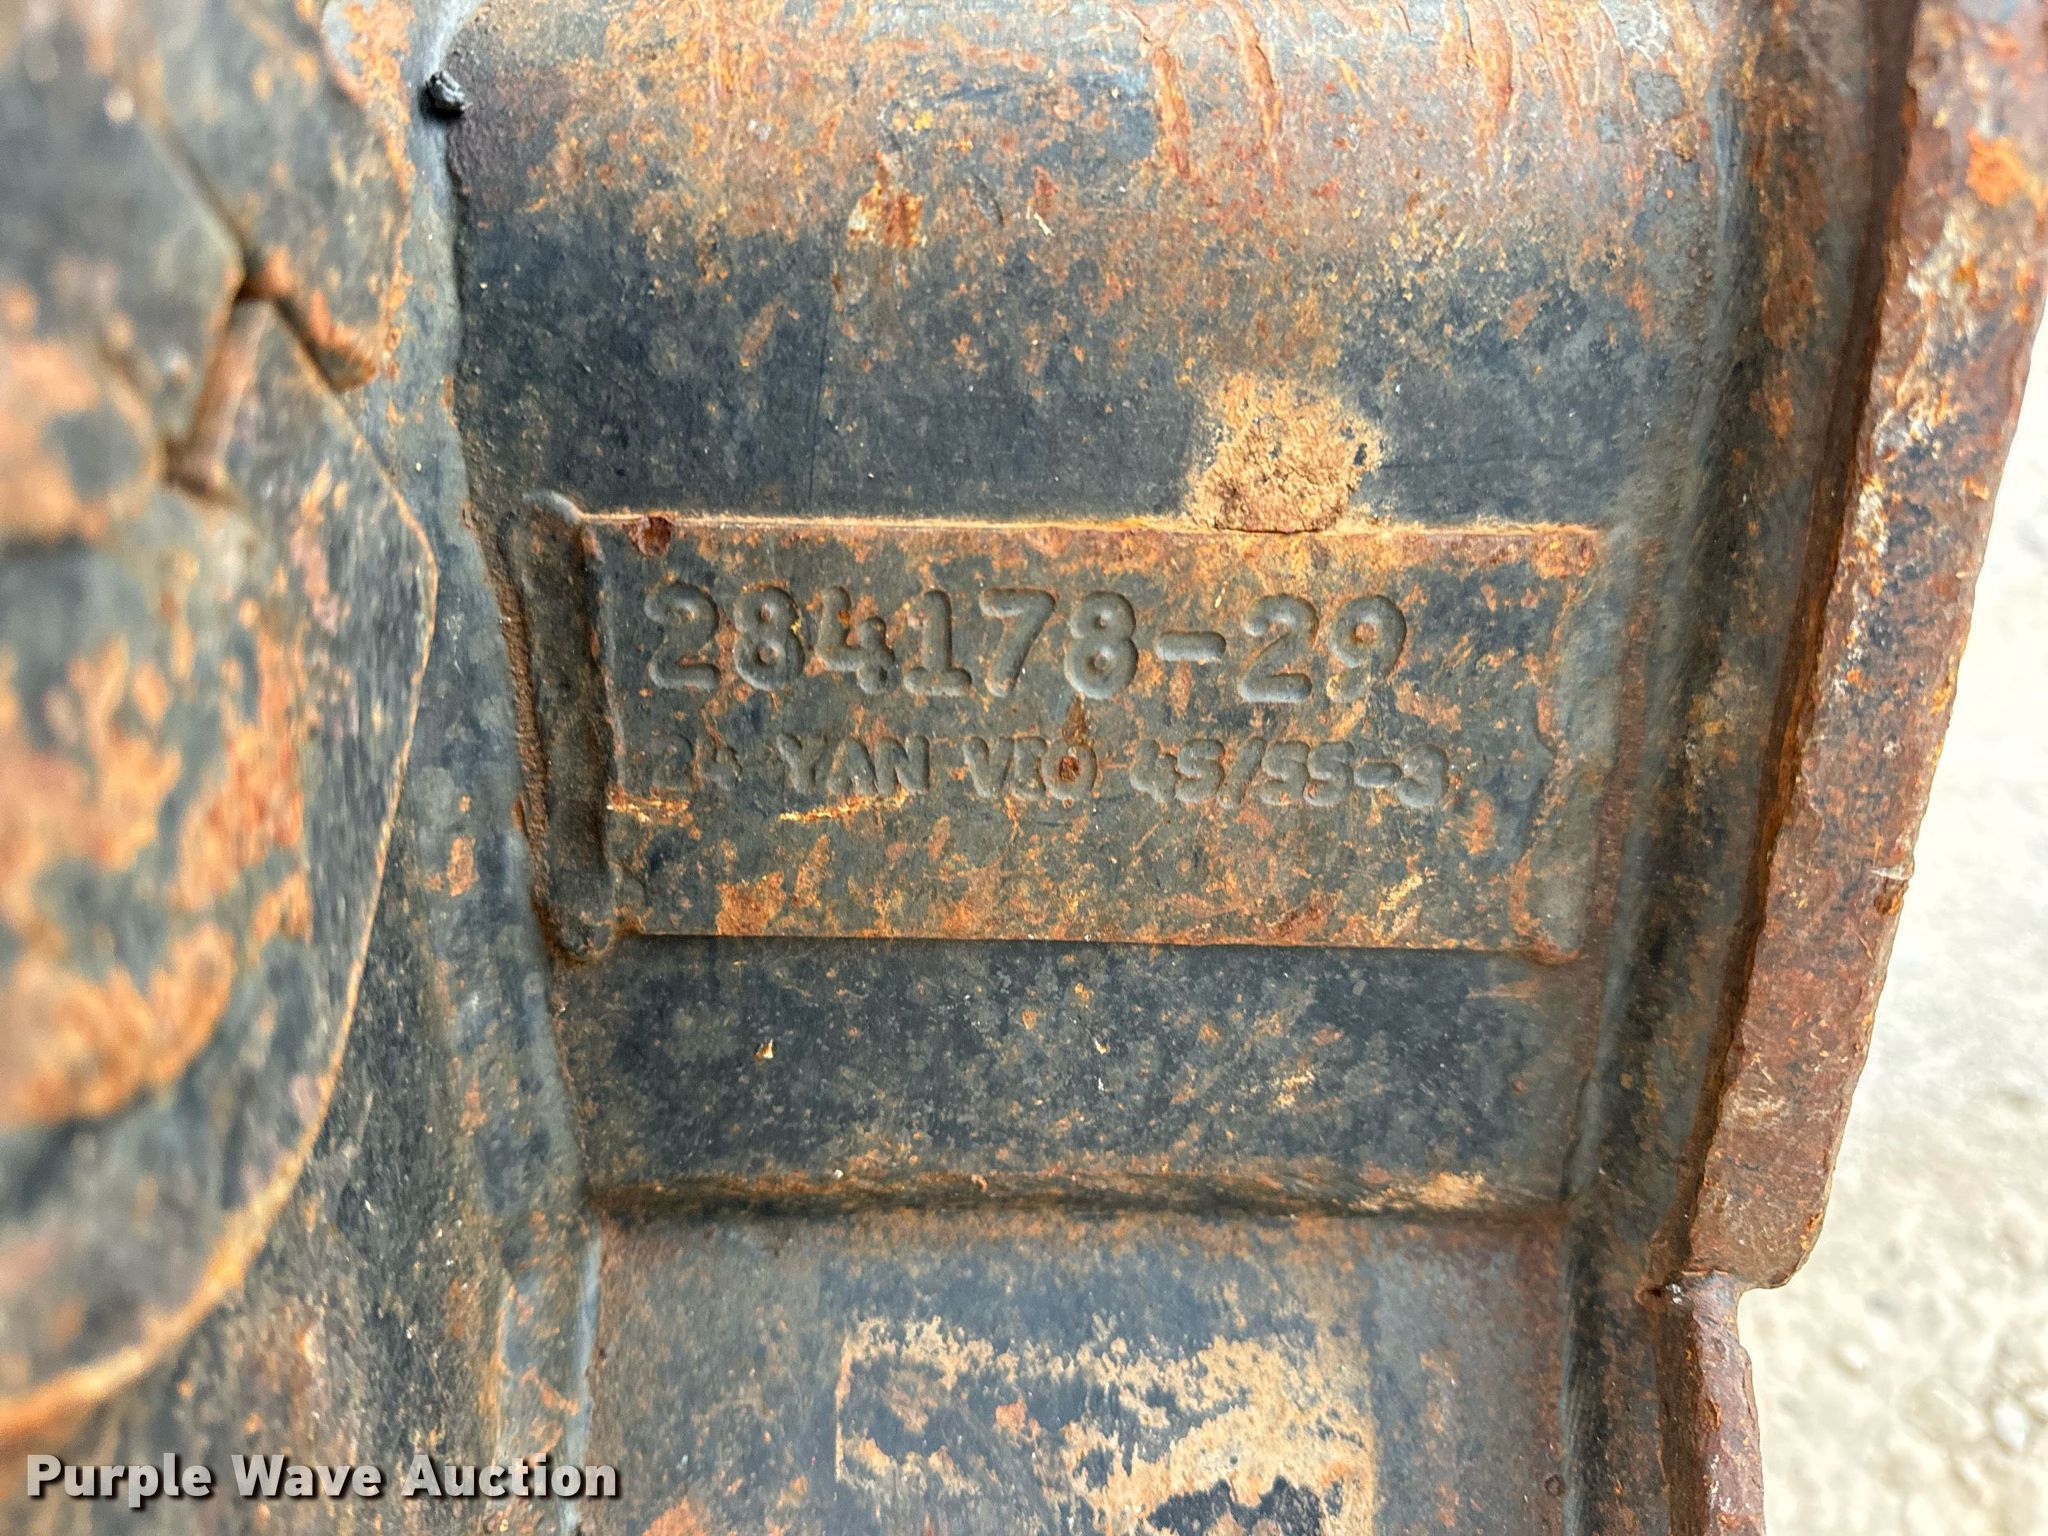 284178-29
24 YAN VIO 45/55-3
Purple Wave Auction